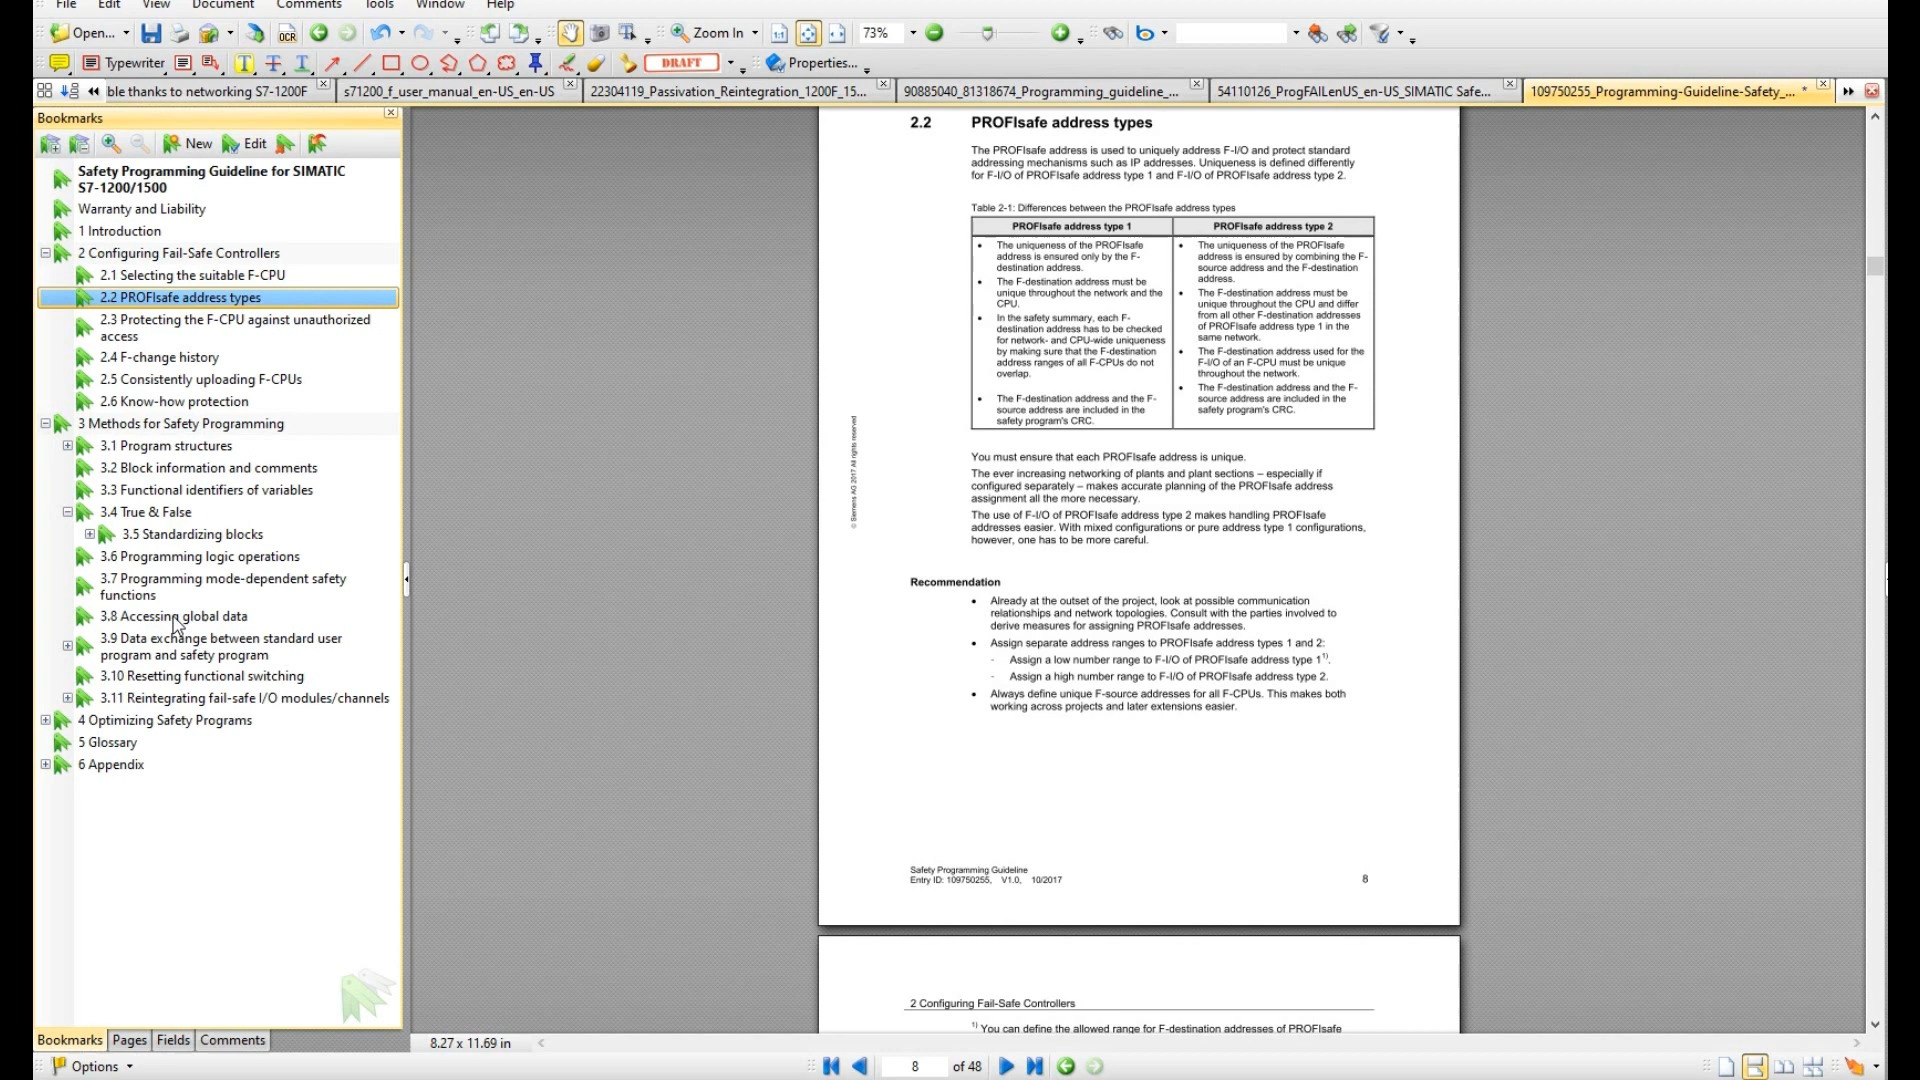 File Edit View Document Comments Tools Window Help
Open... OCR Zoom In 73%
Typewriter DRAFT Properties...
ble thanks to networking S7-1200F s71200_f_user_manual_en-US_en-US 22304119_Passivation_Reintegration_1200F_15... 90885040_81318674_Programming_guideline_... 54110126_ProgFAILenUS_en-US_SIMATIC Safe... 109750255_Programming-Guideline-Safety_... *
Bookmarks
New Edit
Safety Programming Guideline for SIMATIC
S7-1200/1500
Warranty and Liability
1 Introduction
2 Configuring Fail-Safe Controllers
2.1 Selecting the suitable F-CPU
2.2 PROFIsafe address types
2.3 Protecting the F-CPU against unauthorized
access
2.4 F-change history
2.5 Consistently uploading F-CPUs
2.6 Know-how protection
3 Methods for Safety Programming
3.1 Program structures
3.2 Block information and comments
3.3 Functional identifiers of variables
3.4 True & False
3.5 Standardizing blocks
3.6 Programming logic operations
3.7 Programming mode-dependent safety
functions
3.8 Accessing global data
3.9 Data exchange between standard user
program and safety program
3.10 Resetting functional switching
3.11 Reintegrating fail-safe I/O modules/channels
4 Optimizing Safety Programs
5 Glossary
6 Appendix
Bookmarks Pages Fields Comments
Options
2.2 PROFIsafe address types
The PROFIsafe address is used to uniquely address F-I/O and protect standard
addressing mechanisms such as IP addresses. Uniqueness is defined differently
for F-I/O of PROFIsafe address type 1 and F-I/O of PROFIsafe address type 2.
Table 2-1: Differences between the PROFIsafe address types
PROFIsafe address type 1
• The uniqueness of the PROFIsafe
address is ensured only by the F-
destination address.
• The F-destination address must be
unique throughout the network and the
CPU.
• In the safety summary, each F-
destination address has to be checked
for network- and CPU-wide uniqueness
by making sure that the F-destination
address ranges of all F-CPUs do not
overlap.
• The F-destination address and the F-
source address are included in the
safety program's CRC.
PROFIsafe address type 2
• The uniqueness of the PROFIsafe
address is ensured by combining the F-
source address and the F-destination
address.
• The F-destination address must be
unique throughout the CPU and differ
from all other F-destination addresses
of PROFIsafe address type 1 in the
same network.
• The F-destination address used for the
F-I/O of an F-CPU must be unique
throughout the network.
• The F-destination address and the F-
source address are included in the
safety program's CRC.
© Siemens AG 2017 All rights reserved
You must ensure that each PROFIsafe address is unique.
The ever increasing networking of plants and plant sections – especially if
configured separately – makes accurate planning of the PROFIsafe address
assignment all the more necessary.
The use of F-I/O of PROFIsafe address type 2 makes handling PROFIsafe
addresses easier. With mixed configurations or pure address type 1 configurations,
however, one has to be more careful.
Recommendation
• Already at the outset of the project, look at possible communication
relationships and network topologies. Consult with the parties involved to
derive measures for assigning PROFIsafe addresses.
• Assign separate address ranges to PROFIsafe address types 1 and 2:
- Assign a low number range to F-I/O of PROFIsafe address type 1 1).
- Assign a high number range to F-I/O of PROFIsafe address type 2.
• Always define unique F-source addresses for all F-CPUs. This makes both
working across projects and later extensions easier.
Safety Programming Guideline
Entry ID: 109750255, V1.0, 10/2017 8
2 Configuring Fail-Safe Controllers
1) You can define the allowed range for F-destination addresses of PROFIsafe
8.27 x 11.69 in
8 of 48